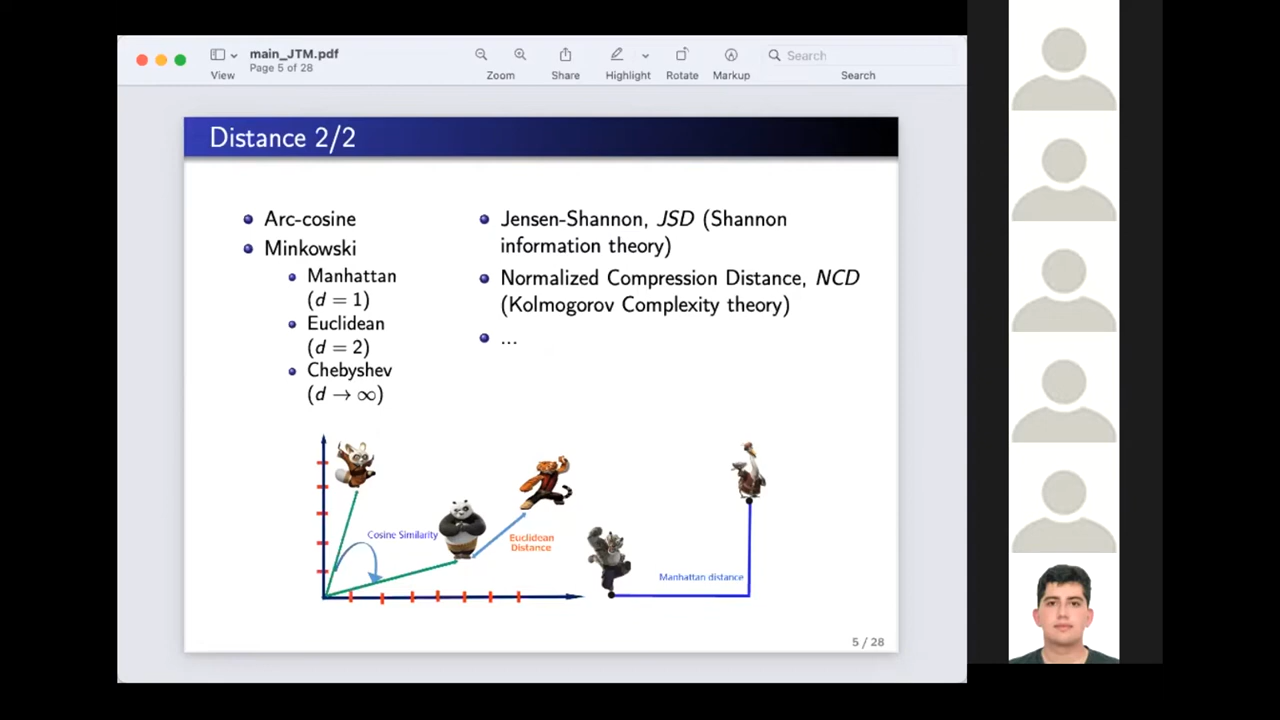 main_JTM.pdf
Page 5 of 28
View
Zoom
Share
Highlight
Rotate
Markup
Search
Search
Distance 2/2
Arc-cosine
Minkowski
Manhattan
(d = 1)
Euclidean
(d = 2)
Chebyshev
(d → ∞)
Jensen-Shannon, JSD (Shannon
information theory)
Normalized Compression Distance, NCD
(Kolmogorov Complexity theory)
...
Cosine Similarity
Euclidean
Distance
Manhattan distance
5 / 28